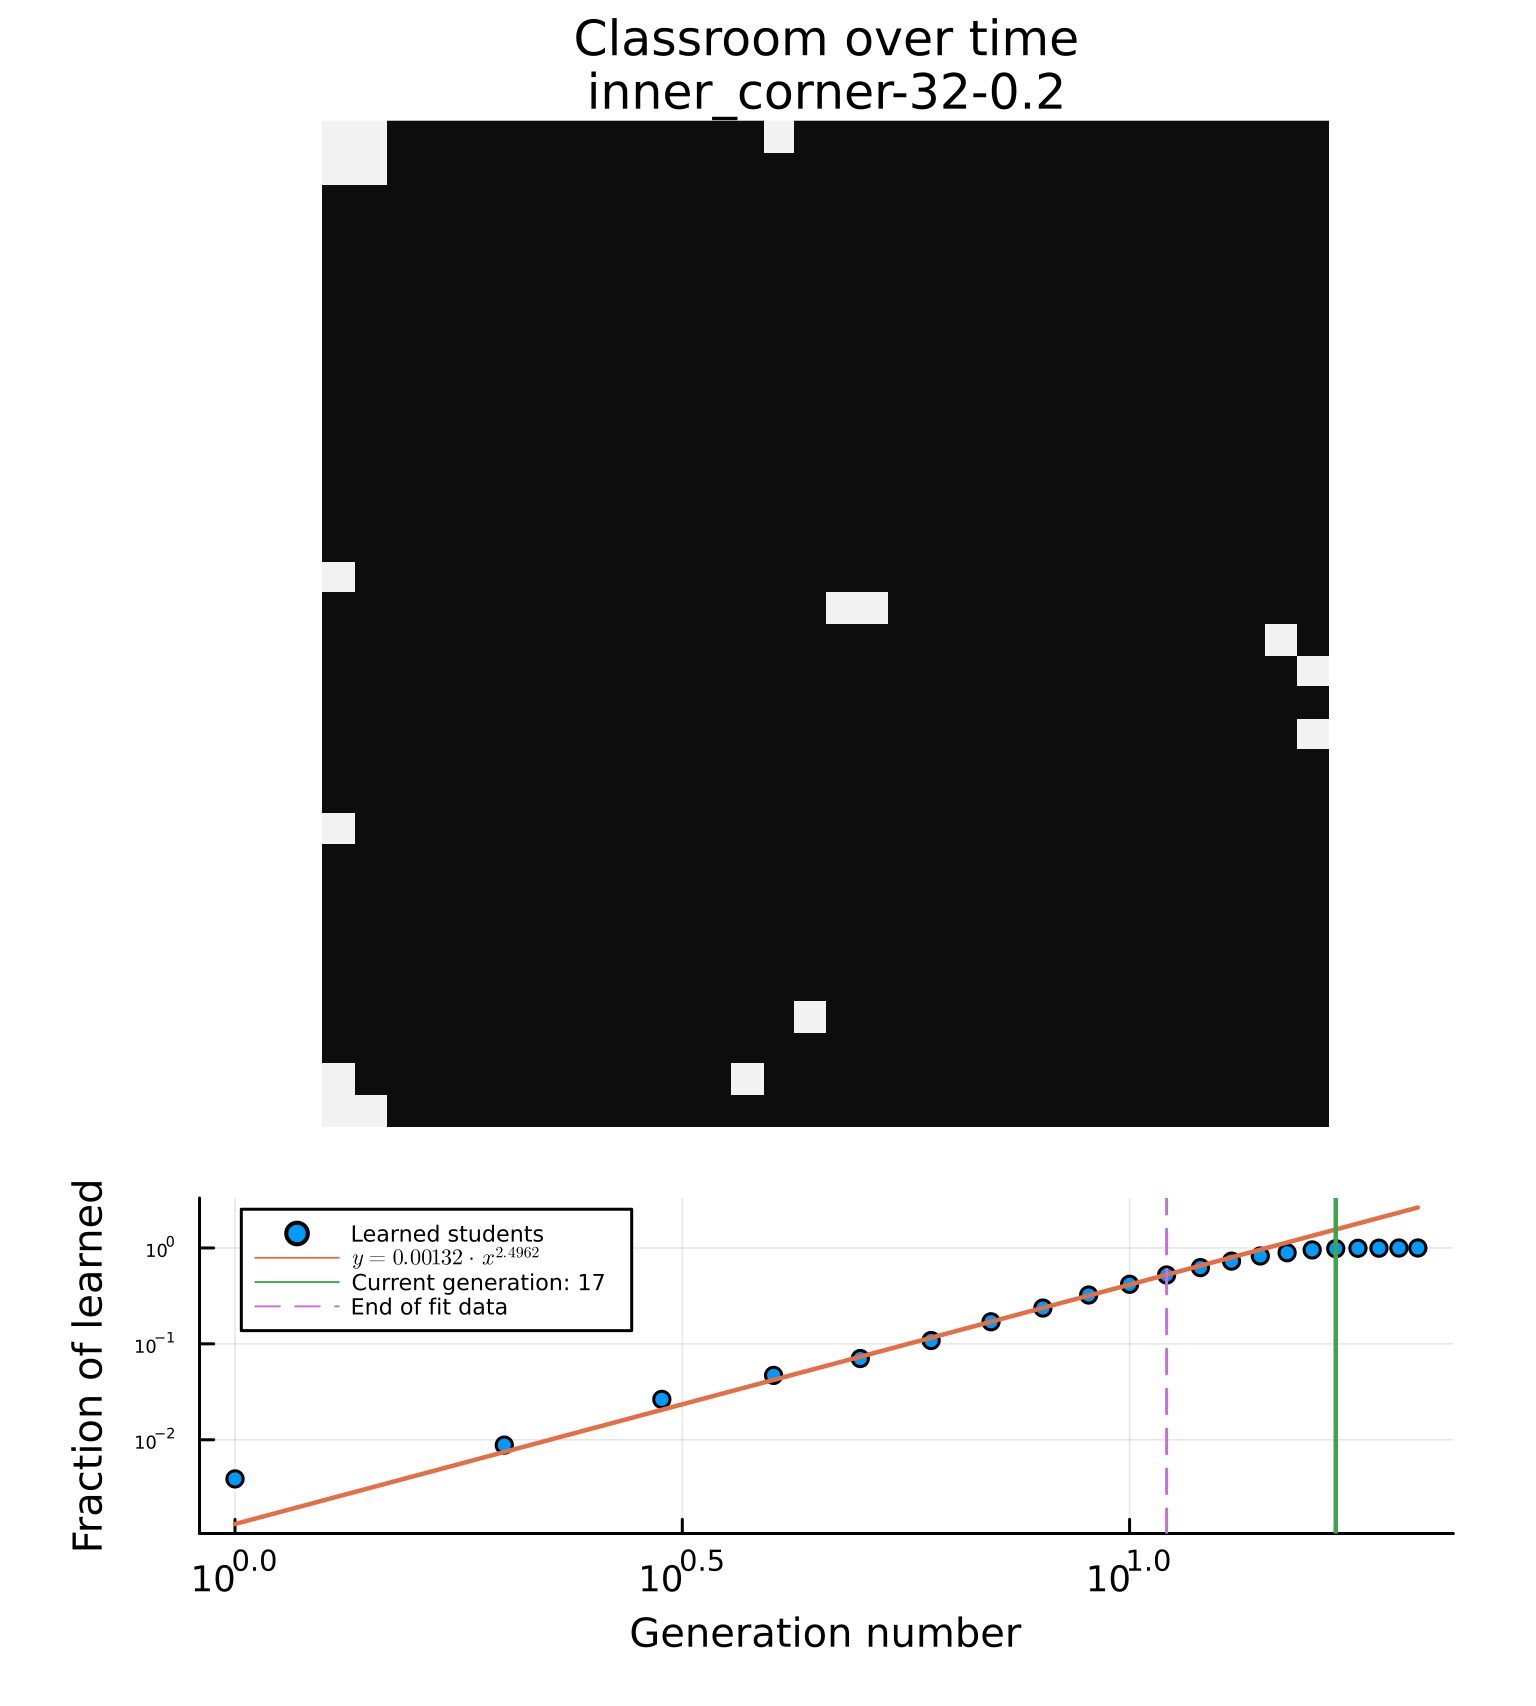 Classroom over time
inner_corner-32-0.2
Fraction of learned
10^0
10^-1
10^-2
Learned students
y = 0.00132 · x^2.4962
Current generation: 17
End of fit data
10^0.0 10^0.5 10^1.0
Generation number